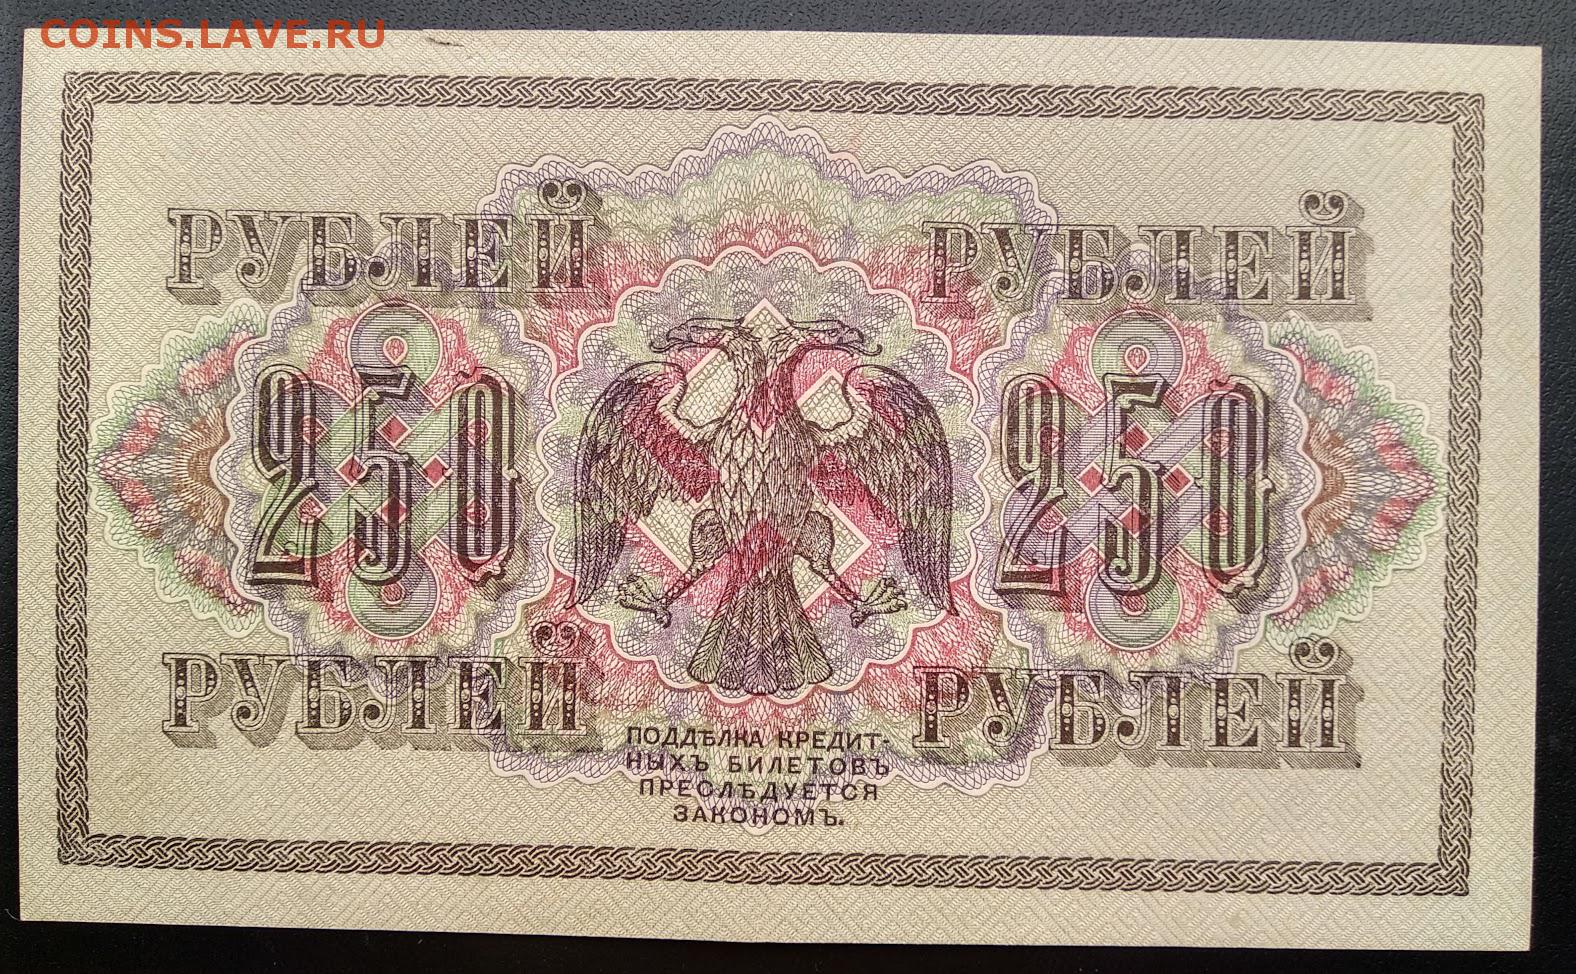 COINS.LAVE.RU
РУБЛЕЙ РУБЛЕЙ
250 250
РУБЛЕЙ РУБЛЕЙ
ПОДДѢЛКА КРЕДИТ-
НЫХЪ БИЛЕТОВЪ
ПРЕСЛѢДУЕТСЯ
ЗАКОНОМЪ.